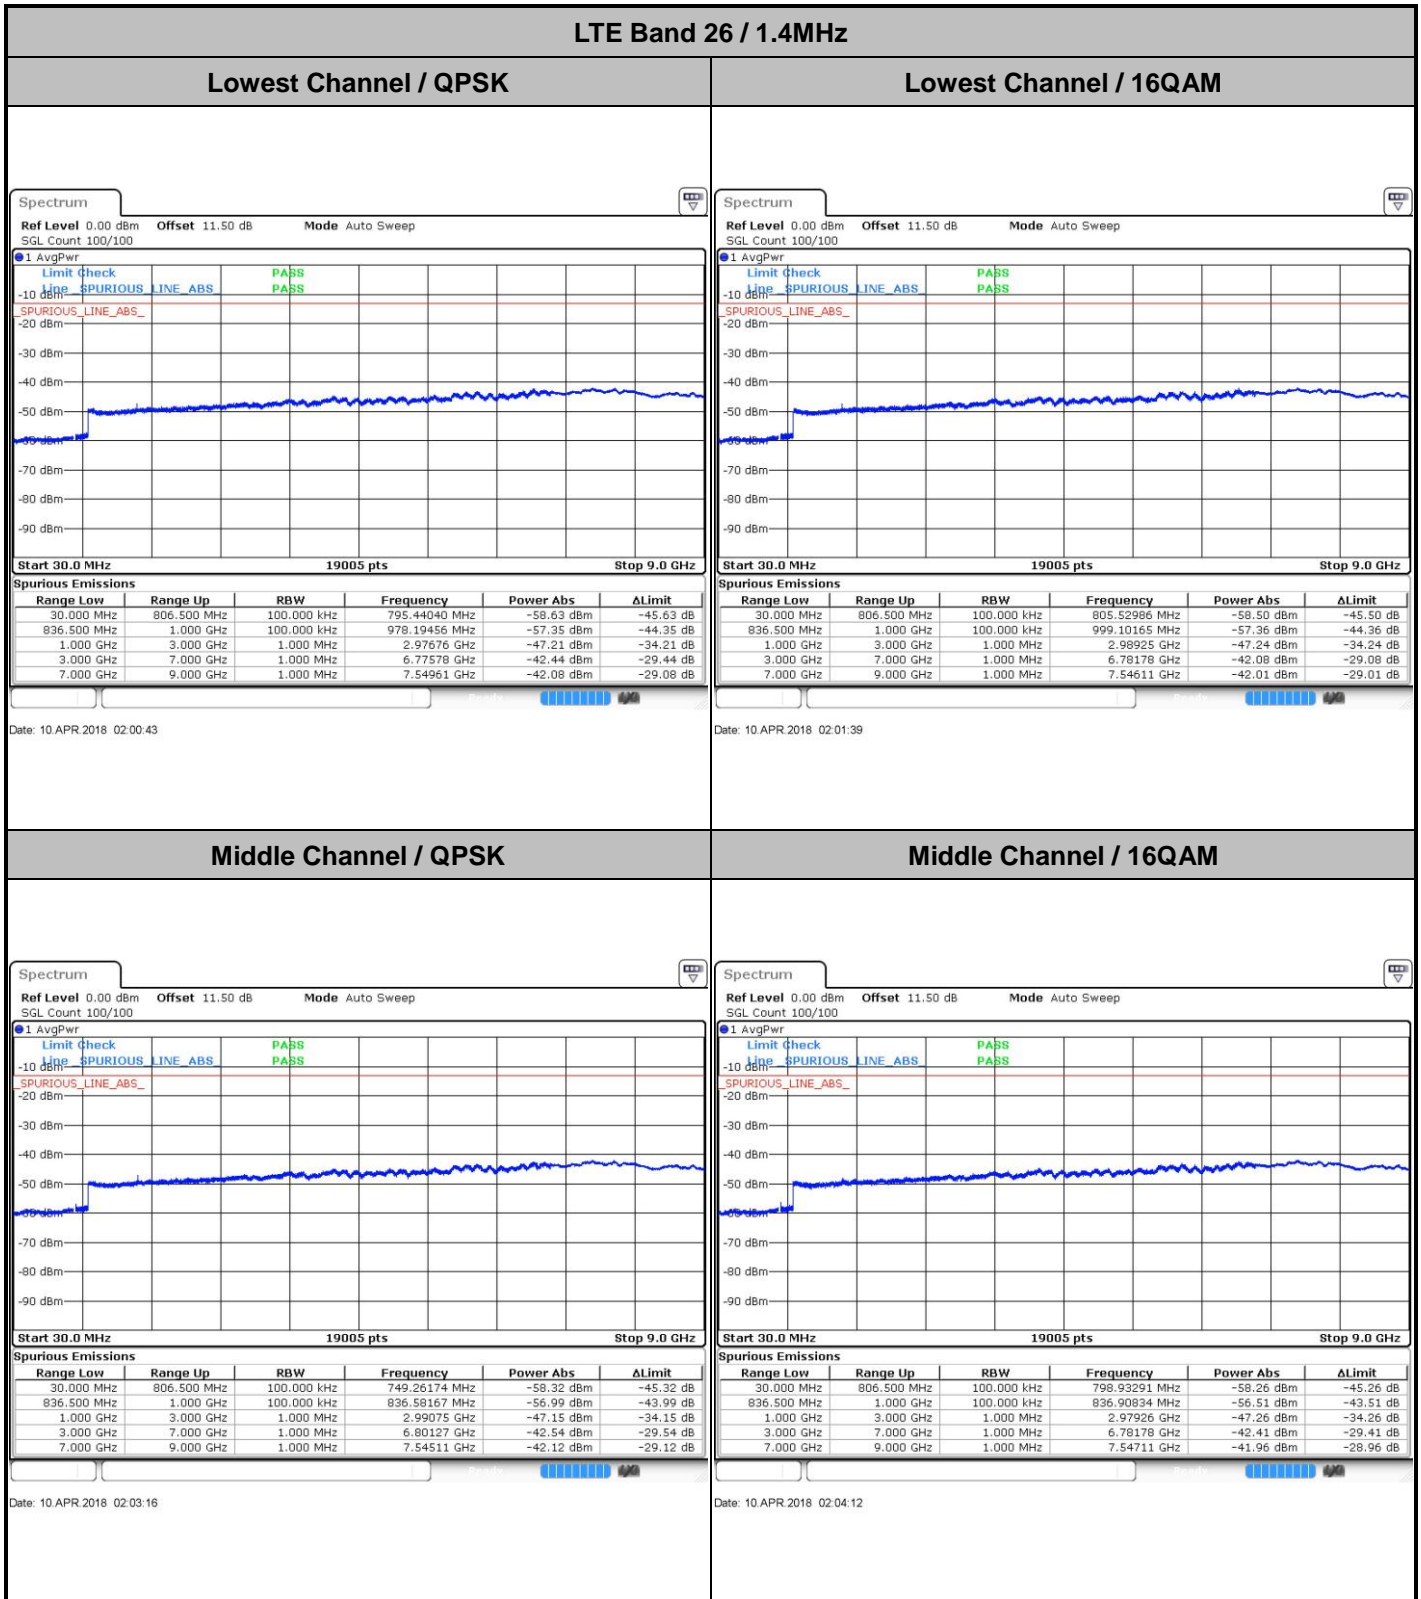 LTE Band 26 / 1.4MHz
Lowest Channel / QPSK
Lowest Channel / 16QAM
Spectrum
Ref Level 0.00 dBm Offset 11.50 dB Mode Auto Sweep
SGL Count 100/100
1 AvgPwr
Limit Check PASS
Line _SPURIOUS_LINE_ABS_ PASS
-10 dBm
_SPURIOUS_LINE_ABS_
-20 dBm
-30 dBm
-40 dBm
-50 dBm
-60 dBm
-70 dBm
-80 dBm
-90 dBm
Start 30.0 MHz 19005 pts Stop 9.0 GHz
Spurious Emissions
Range Low Range Up RBW Frequency Power Abs ΔLimit
30.000 MHz 806.500 MHz 100.000 kHz 795.44040 MHz -58.63 dBm -45.63 dB
836.500 MHz 1.000 GHz 100.000 kHz 978.19456 MHz -57.35 dBm -44.35 dB
1.000 GHz 3.000 GHz 1.000 MHz 2.97676 GHz -47.21 dBm -34.21 dB
3.000 GHz 7.000 GHz 1.000 MHz 6.77578 GHz -42.44 dBm -29.44 dB
7.000 GHz 9.000 GHz 1.000 MHz 7.54961 GHz -42.08 dBm -29.08 dB
Date: 10.APR.2018 02:00:43
Spectrum
Ref Level 0.00 dBm Offset 11.50 dB Mode Auto Sweep
SGL Count 100/100
1 AvgPwr
Limit Check PASS
Line _SPURIOUS_LINE_ABS_ PASS
-10 dBm
_SPURIOUS_LINE_ABS_
-20 dBm
-30 dBm
-40 dBm
-50 dBm
-60 dBm
-70 dBm
-80 dBm
-90 dBm
Start 30.0 MHz 19005 pts Stop 9.0 GHz
Spurious Emissions
Range Low Range Up RBW Frequency Power Abs ΔLimit
30.000 MHz 806.500 MHz 100.000 kHz 805.52986 MHz -58.50 dBm -45.50 dB
836.500 MHz 1.000 GHz 100.000 kHz 999.10165 MHz -57.36 dBm -44.36 dB
1.000 GHz 3.000 GHz 1.000 MHz 2.98925 GHz -47.24 dBm -34.24 dB
3.000 GHz 7.000 GHz 1.000 MHz 6.78178 GHz -42.08 dBm -29.08 dB
7.000 GHz 9.000 GHz 1.000 MHz 7.54611 GHz -42.01 dBm -29.01 dB
Date: 10.APR.2018 02:01:39
Middle Channel / QPSK
Middle Channel / 16QAM
Spectrum
Ref Level 0.00 dBm Offset 11.50 dB Mode Auto Sweep
SGL Count 100/100
1 AvgPwr
Limit Check PASS
Line _SPURIOUS_LINE_ABS_ PASS
-10 dBm
_SPURIOUS_LINE_ABS_
-20 dBm
-30 dBm
-40 dBm
-50 dBm
-60 dBm
-70 dBm
-80 dBm
-90 dBm
Start 30.0 MHz 19005 pts Stop 9.0 GHz
Spurious Emissions
Range Low Range Up RBW Frequency Power Abs ΔLimit
30.000 MHz 806.500 MHz 100.000 kHz 749.26174 MHz -58.32 dBm -45.32 dB
836.500 MHz 1.000 GHz 100.000 kHz 836.58167 MHz -56.99 dBm -43.99 dB
1.000 GHz 3.000 GHz 1.000 MHz 2.99075 GHz -47.15 dBm -34.15 dB
3.000 GHz 7.000 GHz 1.000 MHz 6.80127 GHz -42.54 dBm -29.54 dB
7.000 GHz 9.000 GHz 1.000 MHz 7.54511 GHz -42.12 dBm -29.12 dB
Date: 10.APR.2018 02:03:16
Spectrum
Ref Level 0.00 dBm Offset 11.50 dB Mode Auto Sweep
SGL Count 100/100
1 AvgPwr
Limit Check PASS
Line _SPURIOUS_LINE_ABS_ PASS
-10 dBm
_SPURIOUS_LINE_ABS_
-20 dBm
-30 dBm
-40 dBm
-50 dBm
-60 dBm
-70 dBm
-80 dBm
-90 dBm
Start 30.0 MHz 19005 pts Stop 9.0 GHz
Spurious Emissions
Range Low Range Up RBW Frequency Power Abs ΔLimit
30.000 MHz 806.500 MHz 100.000 kHz 798.93291 MHz -58.26 dBm -45.26 dB
836.500 MHz 1.000 GHz 100.000 kHz 836.90834 MHz -56.51 dBm -43.51 dB
1.000 GHz 3.000 GHz 1.000 MHz 2.97926 GHz -47.26 dBm -34.26 dB
3.000 GHz 7.000 GHz 1.000 MHz 6.78178 GHz -42.41 dBm -29.41 dB
7.000 GHz 9.000 GHz 1.000 MHz 7.54711 GHz -41.96 dBm -28.96 dB
Date: 10.APR.2018 02:04:12